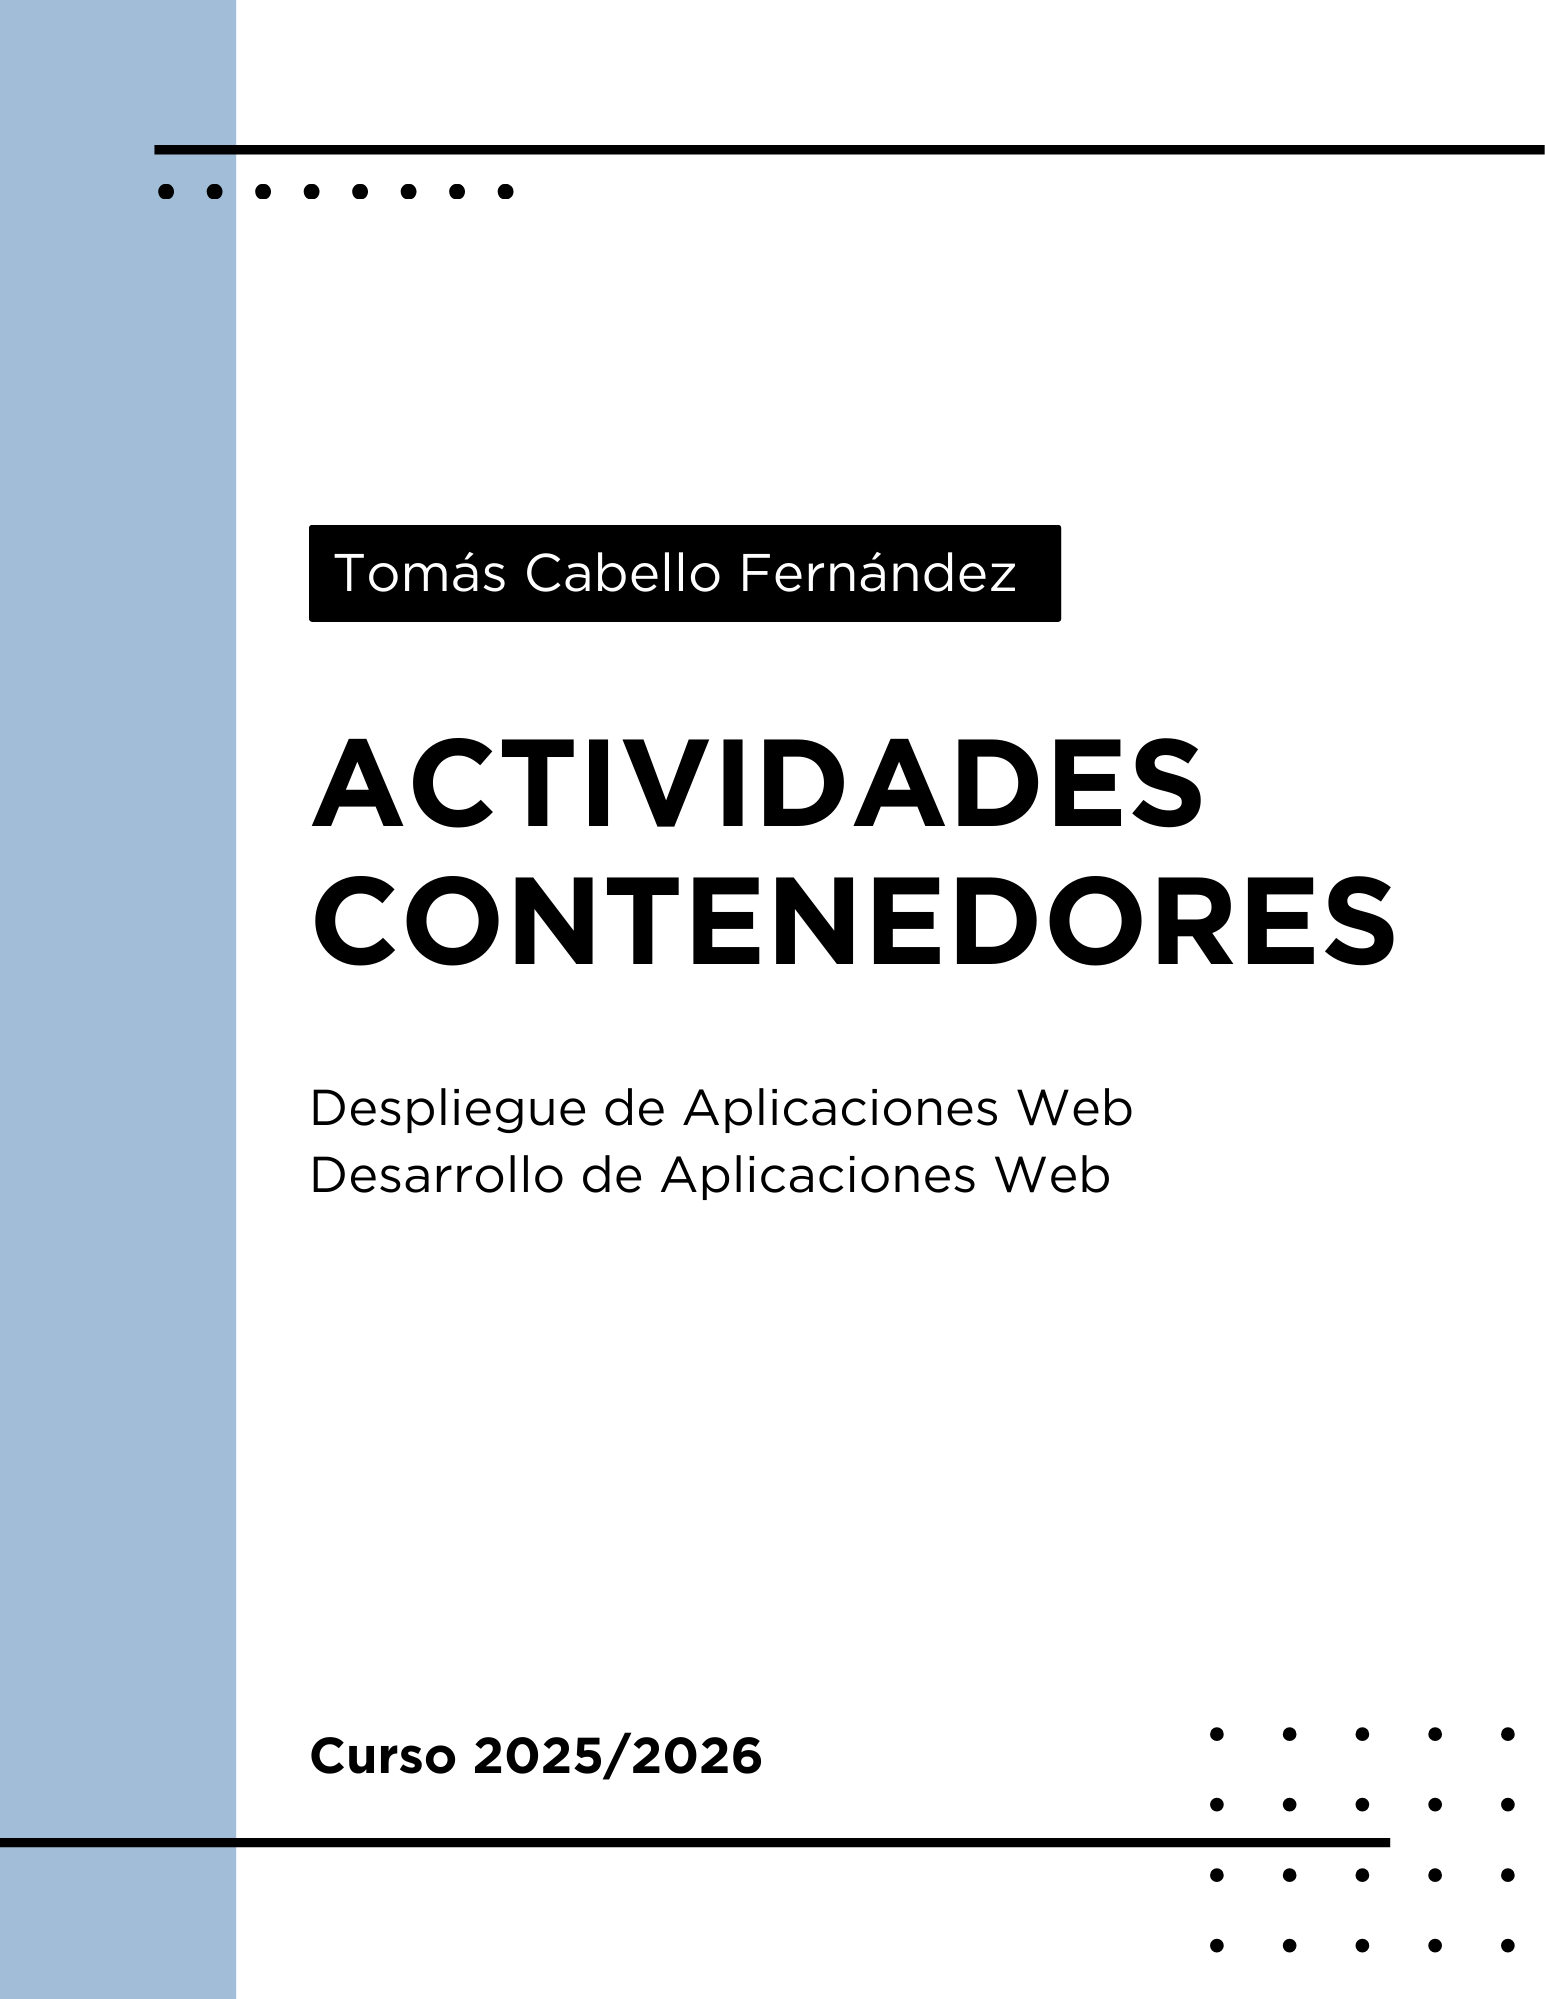 Tomás Cabello Fernández
ACTIVIDADES
CONTENEDORES
Despliegue de Aplicaciones Web
Desarrollo de Aplicaciones Web
Curso 2025/2026